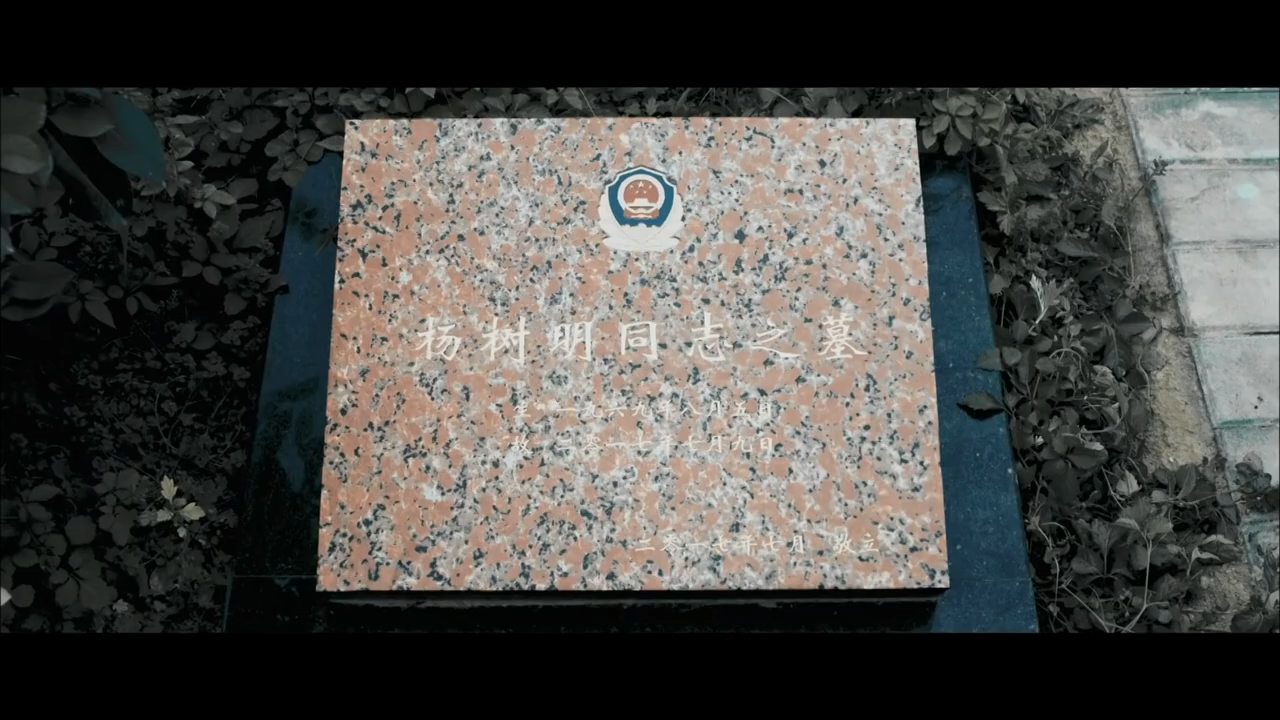 杨树明同志之墓
生 一九六九年八月五日
故 二零一七年七月九日
二零一七年七月 敬立